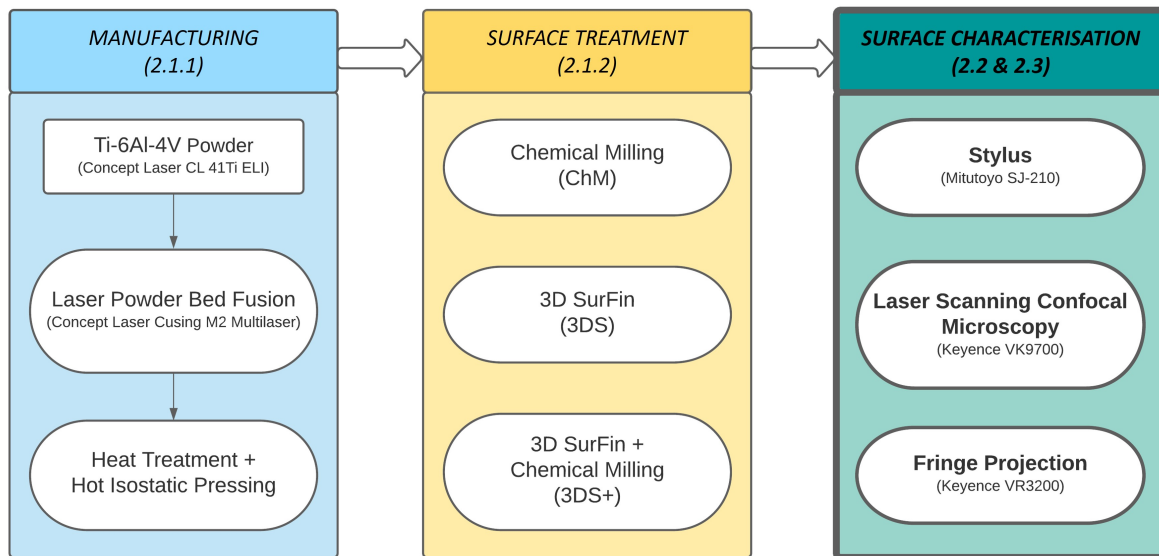 MANUFACTURING
(2.1.1)
Ti-6Al-4V Powder
(Concept Laser CL 41Ti ELI)
Laser Powder Bed Fusion
(Concept Laser Cusing M2 Multilaser)
Heat Treatment +
Hot Isostatic Pressing
SURFACE TREATMENT
(2.1.2)
Chemical Milling
(ChM)
3D SurFin
(3DS)
3D SurFin +
Chemical Milling
(3DS+)
SURFACE CHARACTERISATION
(2.2 & 2.3)
Stylus
(Mitutoyo SJ-210)
Laser Scanning Confocal
Microscopy
(Keyence VK9700)
Fringe Projection
(Keyence VR3200)